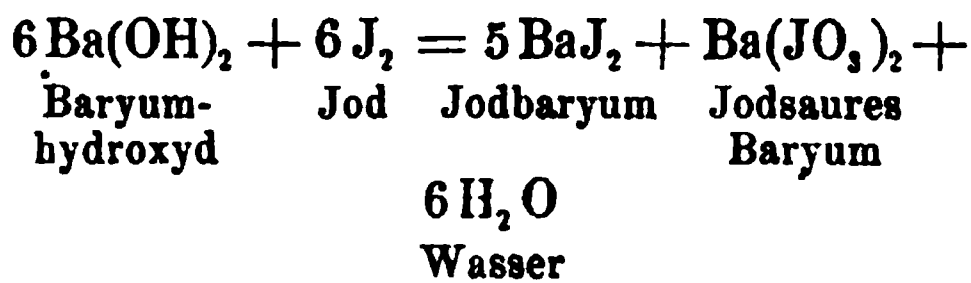 6 Ba(OH)₂ + 6 J₂ = 5 BaJ₂ + Ba(JO₃)₂ +
Baryum- Jod Jodbaryum Jodsaures
hydroxyd Baryum
6 H₂O
Wasser